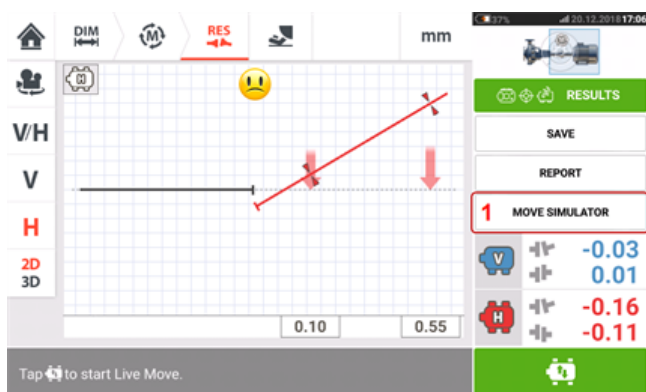 DIM
M
RES
mm
37%
20.12.2018 17:06
H
RESULTS
V/H
SAVE
V
REPORT
H
1 MOVE SIMULATOR
2D
3D
V
-0.03
0.01
H
-0.16
-0.11
0.10
0.55
Tap to start Live Move.